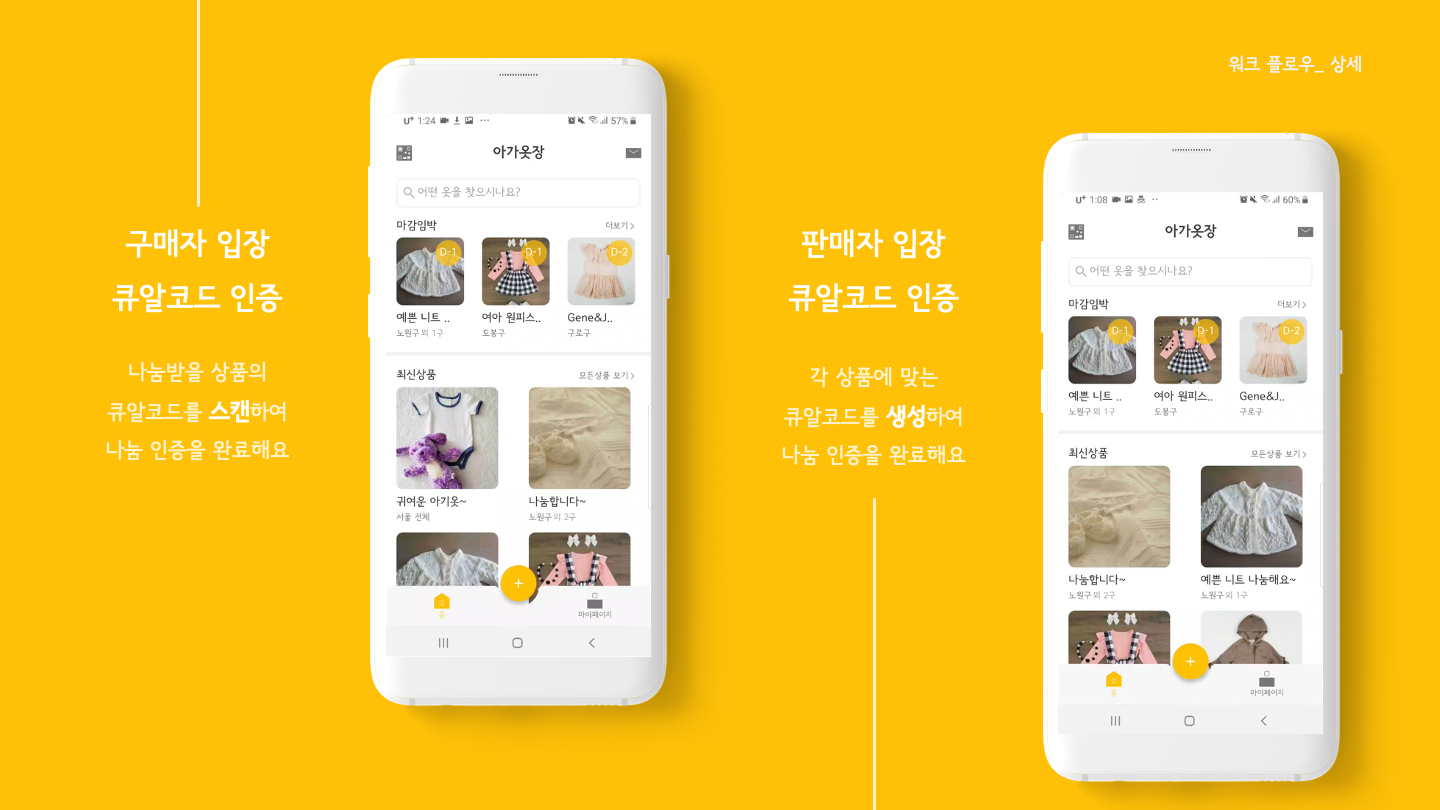 워크 플로우_ 상세
구매자 입장
큐알코드 인증
나눔받을 상품의
큐알코드를 스캔하여
나눔 인증을 완료해요
U+ 1:24 ··· 57%
아가옷장
어떤 옷을 찾으시나요?
마감임박 더보기 >
D-1 D-1 D-2
예쁜 니트 .. 여아 원피스.. Gene&J..
노원구 외 1구 도봉구 구로구
최신상품 모든상품 보기 >
귀여운 아기옷~ 나눔합니다~
서울 전체 노원구 외 2구
+
홈 마이페이지
판매자 입장
큐알코드 인증
각 상품에 맞는
큐알코드를 생성하여
나눔 인증을 완료해요
U+ 1:08 ·· 60%
아가옷장
어떤 옷을 찾으시나요?
마감임박 더보기 >
D-1 D-1 D-2
예쁜 니트 .. 여아 원피스.. Gene&J..
노원구 외 1구 도봉구 구로구
최신상품 모든상품 보기 >
나눔합니다~ 예쁜 니트 나눔해요~
노원구 외 2구 노원구 외 1구
+
홈 마이페이지